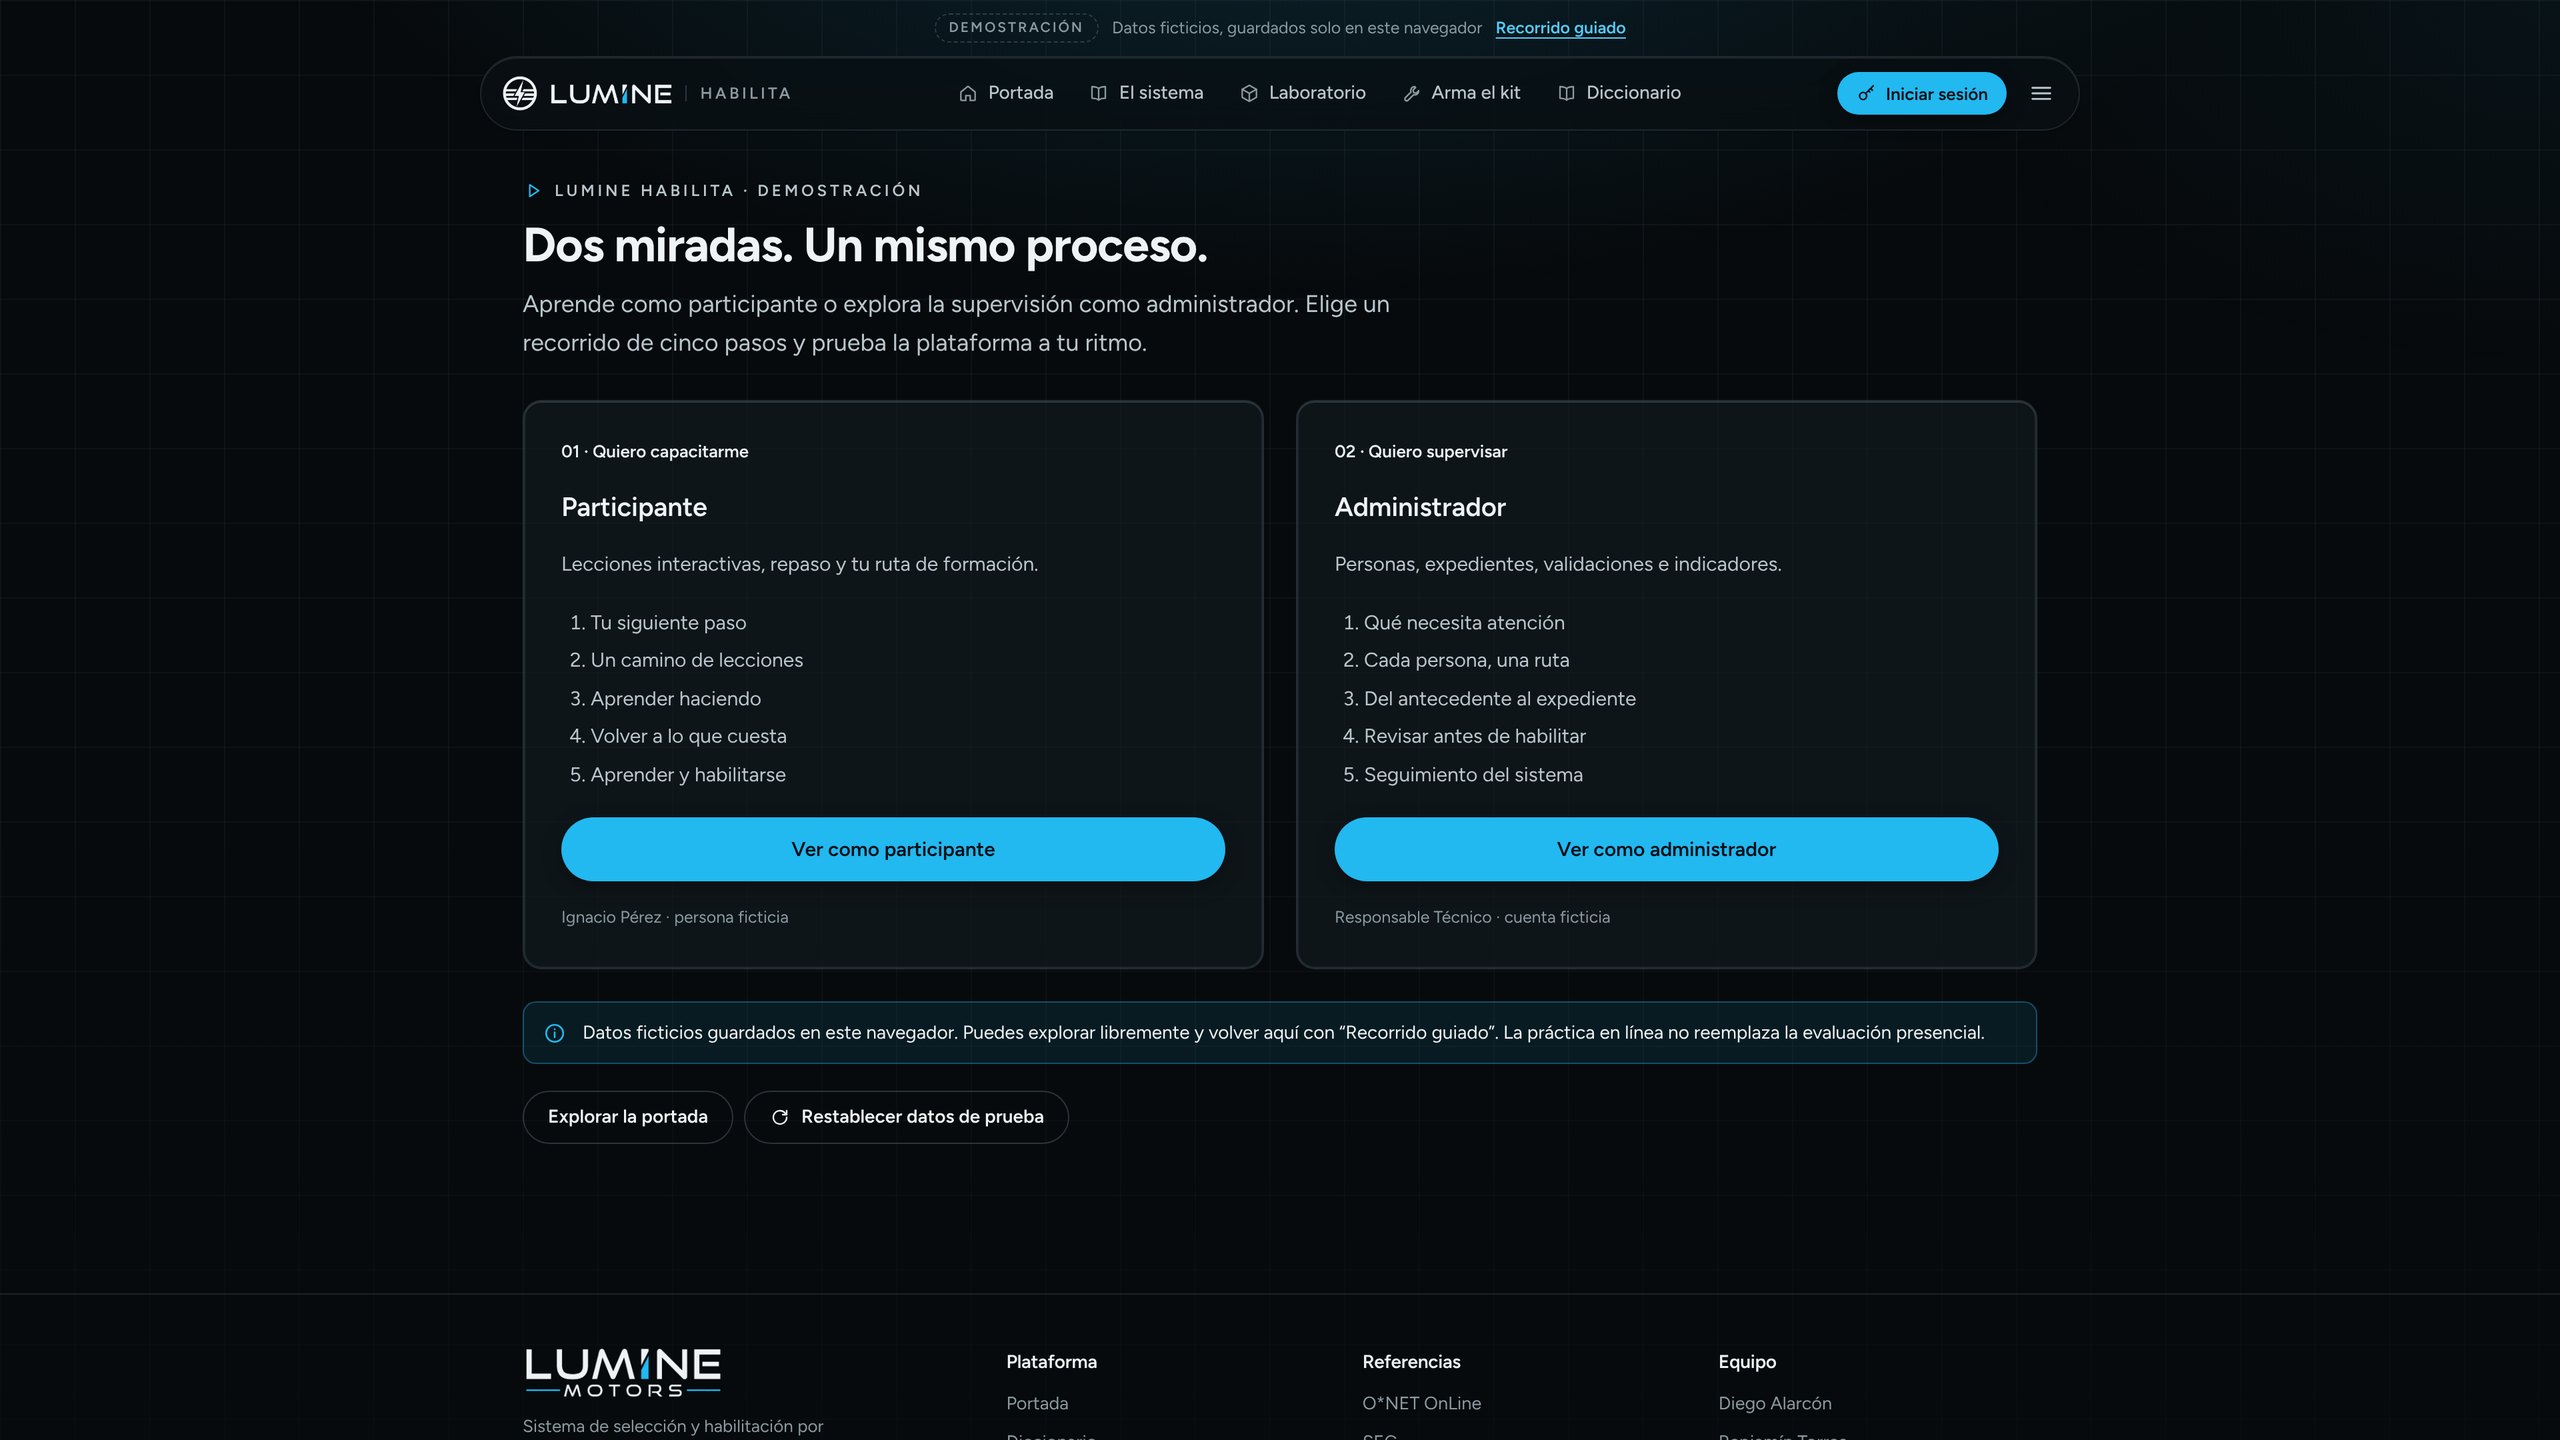 DEMOSTRACIÓN Datos ficticios, guardados solo en este navegador Recorrido guiado
LUMINE HABILITA Portada El sistema Laboratorio Arma el kit Diccionario Iniciar sesión
LUMINE HABILITA · DEMOSTRACIÓN
Dos miradas. Un mismo proceso.
Aprende como participante o explora la supervisión como administrador. Elige un
recorrido de cinco pasos y prueba la plataforma a tu ritmo.
01 · Quiero capacitarme
Participante
Lecciones interactivas, repaso y tu ruta de formación.
1. Tu siguiente paso
2. Un camino de lecciones
3. Aprender haciendo
4. Volver a lo que cuesta
5. Aprender y habilitarse
Ver como participante
Ignacio Pérez · persona ficticia
02 · Quiero supervisar
Administrador
Personas, expedientes, validaciones e indicadores.
1. Qué necesita atención
2. Cada persona, una ruta
3. Del antecedente al expediente
4. Revisar antes de habilitar
5. Seguimiento del sistema
Ver como administrador
Responsable Técnico · cuenta ficticia
Datos ficticios guardados en este navegador. Puedes explorar libremente y volver aquí con “Recorrido guiado”. La práctica en línea no reemplaza la evaluación presencial.
Explorar la portada
Restablecer datos de prueba
LUMINE
MOTORS
Sistema de selección y habilitación por
Plataforma
Portada
Referencias
O*NET OnLine
Equipo
Diego Alarcón